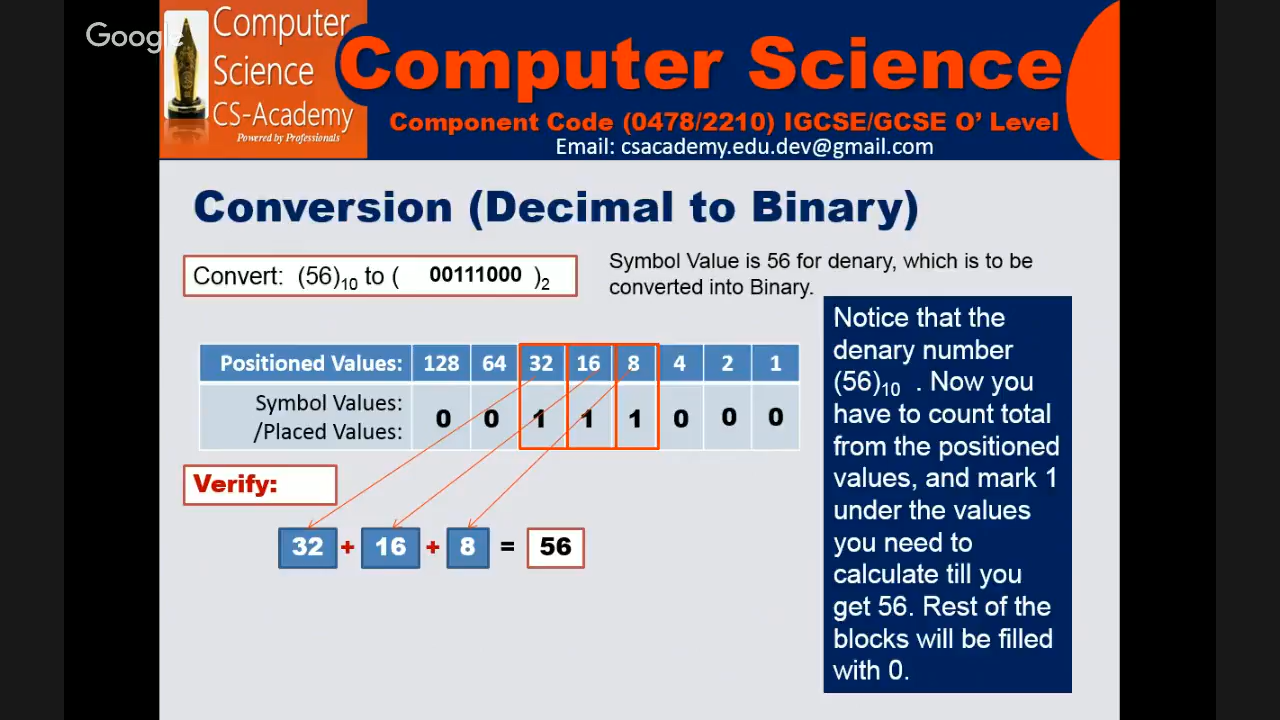 Google
Computer
Science
CS-Academy
Powered by Professionals
Computer Science
Component Code (0478/2210) IGCSE/GCSE O’ Level
Email: csacademy.edu.dev@gmail.com
Conversion (Decimal to Binary)
Convert: (56)10 to ( 00111000 )2
Symbol Value is 56 for denary, which is to be
converted into Binary.
Positioned Values: 128 64 32 16 8 4 2 1
Symbol Values:
/Placed Values: 0 0 1 1 1 0 0 0
Verify:
32 + 16 + 8 = 56
Notice that the
denary number
(56)10 . Now you
have to count total
from the positioned
values, and mark 1
under the values
you need to
calculate till you
get 56. Rest of the
blocks will be filled
with 0.